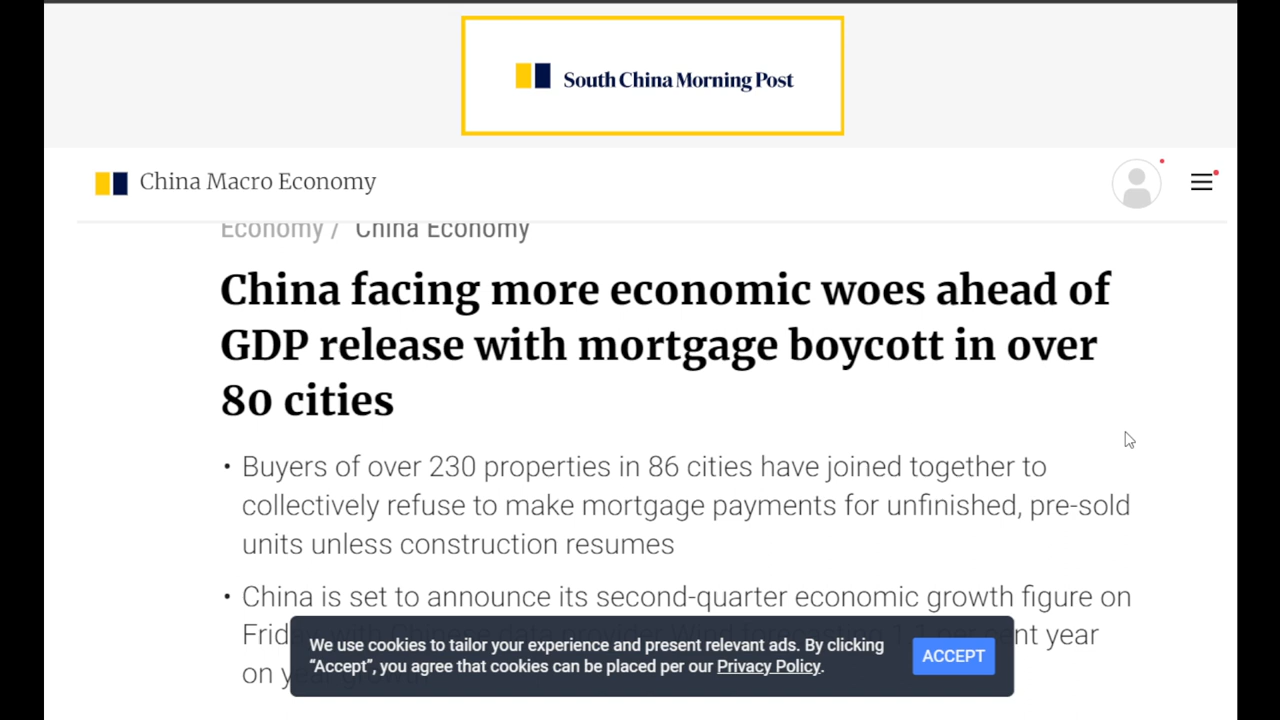 South China Morning Post
China Macro Economy
Economy / China Economy
China facing more economic woes ahead of
GDP release with mortgage boycott in over
80 cities
• Buyers of over 230 properties in 86 cities have joined together to
collectively refuse to make mortgage payments for unfinished, pre-sold
units unless construction resumes
• China is set to announce its second-quarter economic growth figure on
year
on
We use cookies to tailor your experience and present relevant ads. By clicking
“Accept”, you agree that cookies can be placed per our Privacy Policy.
ACCEPT